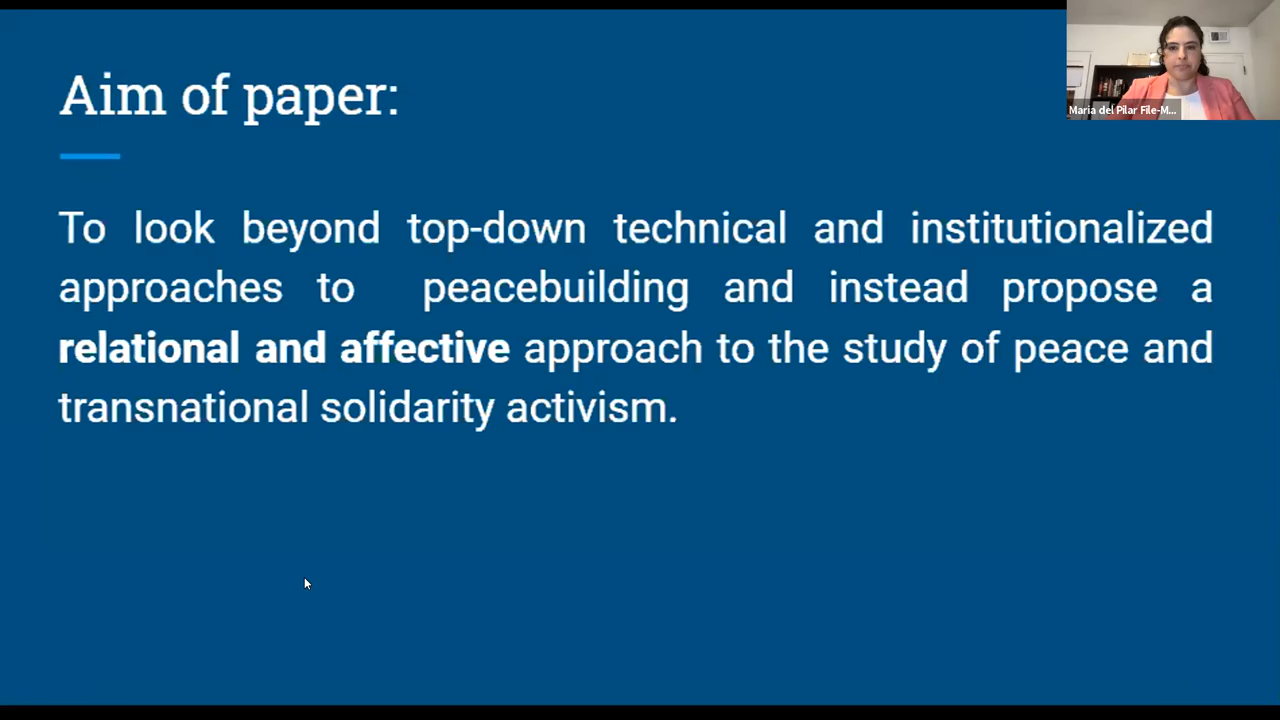 Aim of paper:
To look beyond top-down technical and institutionalized
approaches to peacebuilding and instead propose a
relational and affective approach to the study of peace and
transnational solidarity activism.
Maria del Pilar File-M...